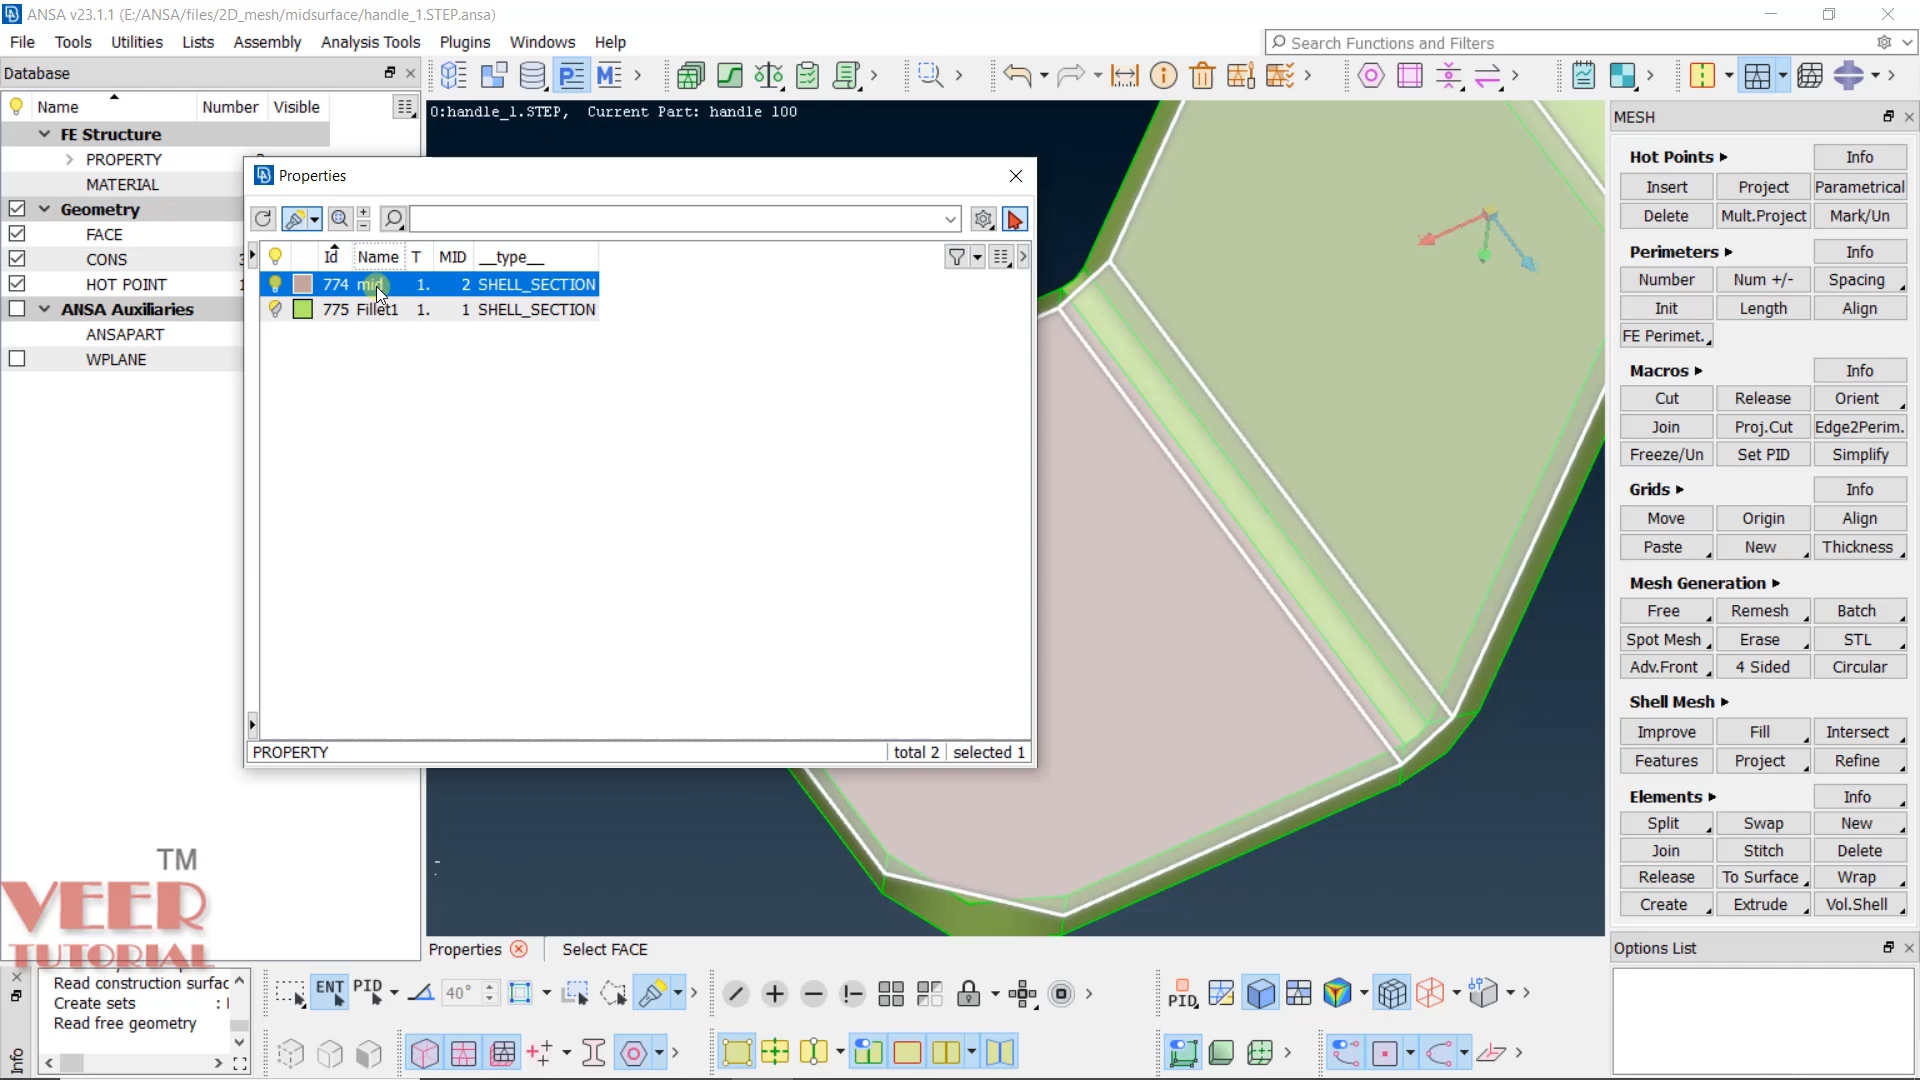 ANSA v23.1.1 (E:/ANSA/files/2D_mesh/midsurface/handle_1.STEP.ansa)
File Tools Utilities Lists Assembly Analysis Tools Plugins Windows Help
Search Functions and Filters
Database
Name Number Visible
FE Structure
PROPERTY
MATERIAL
Geometry
FACE
CONS
HOT POINT
ANSA Auxiliaries
ANSAPART
WPLANE
0:handle_1.STEP, Current Part: handle 100
Properties
Id Name T MID __type__
774 mid 1. 2 SHELL_SECTION
775 Fillet1 1. 1 SHELL_SECTION
PROPERTY total 2 selected 1
MESH
Hot Points Info
Insert Project Parametrical
Delete Mult.Project Mark/Un
Perimeters Info
Number Num +/- Spacing
Init Length Align
FE Perimet.
Macros Info
Cut Release Orient
Join Proj.Cut Edge2Perim.
Freeze/Un Set PID Simplify
Grids Info
Move Origin Align
Paste New Thickness
Mesh Generation
Free Remesh Batch
Spot Mesh Erase STL
Adv.Front 4 Sided Circular
Shell Mesh
Improve Fill Intersect
Features Project Refine
Elements Info
Split Swap New
Join Stitch Delete
Release To Surface Wrap
Create Extrude Vol.Shell
Options List
TM
VEER
TUTORIAL
Properties Select FACE
Info
Read construction surfac
Create sets :
Read free geometry
ENT PID 40°
PID